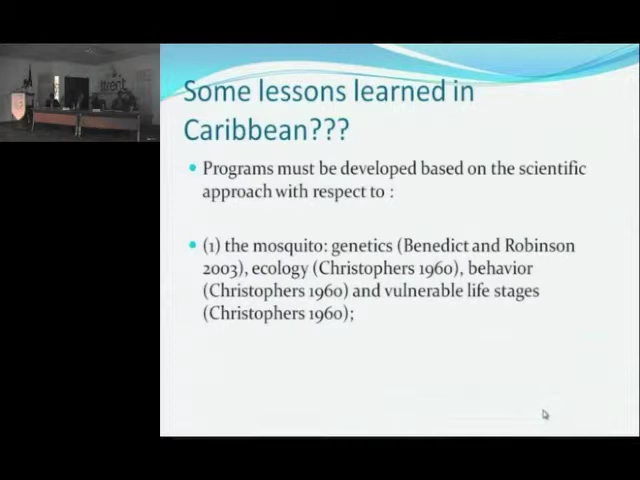 Some lessons learned in
Caribbean???
Programs must be developed based on the scientific
approach with respect to :
(1) the mosquito: genetics (Benedict and Robinson
2003), ecology (Christophers 1960), behavior
(Christophers 1960) and vulnerable life stages
(Christophers 1960);